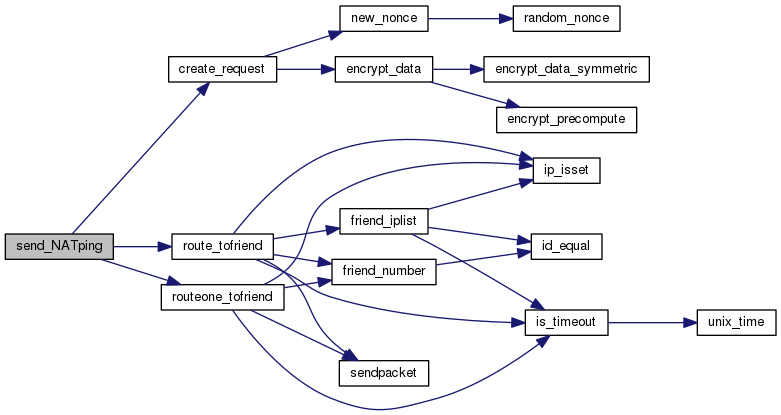 new_nonce
random_nonce
create_request
encrypt_data
encrypt_data_symmetric
encrypt_precompute
ip_isset
friend_iplist
send_NATping
route_tofriend
id_equal
friend_number
routeone_tofriend
is_timeout
unix_time
sendpacket